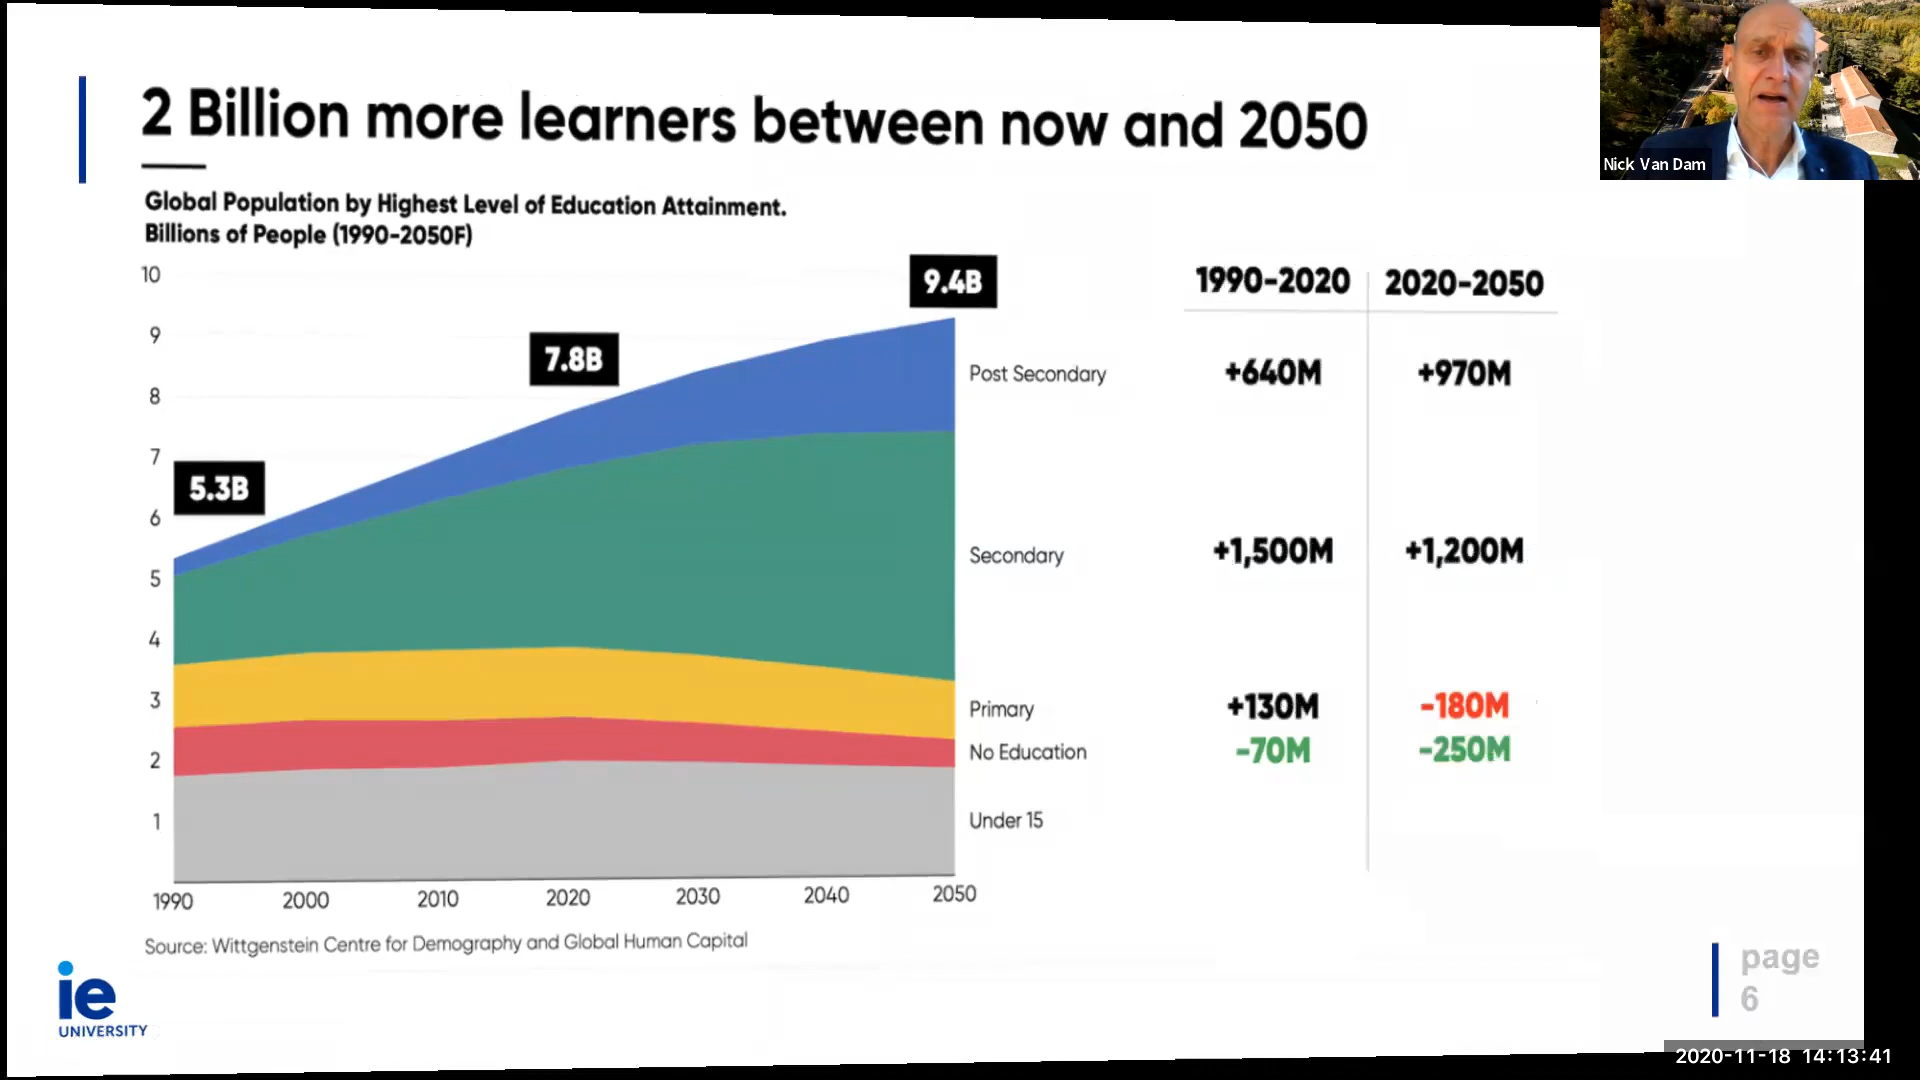 2 Billion more learners between now and 2050
Nick Van Dam
Global Population by Highest Level of Education Attainment.
Billions of People (1990-2050F)
10
9
8
7
6
5
4
3
2
1
5.3B
7.8B
9.4B
1990
2000
2010
2020
2030
2040
2050
1990-2020
2020-2050
Post Secondary
+640M
+970M
Secondary
+1,500M
+1,200M
Primary
+130M
-180M
No Education
-70M
-250M
Under 15
Source: Wittgenstein Centre for Demography and Global Human Capital
ie
UNIVERSITY
page
6
2020-11-18 14:13:41